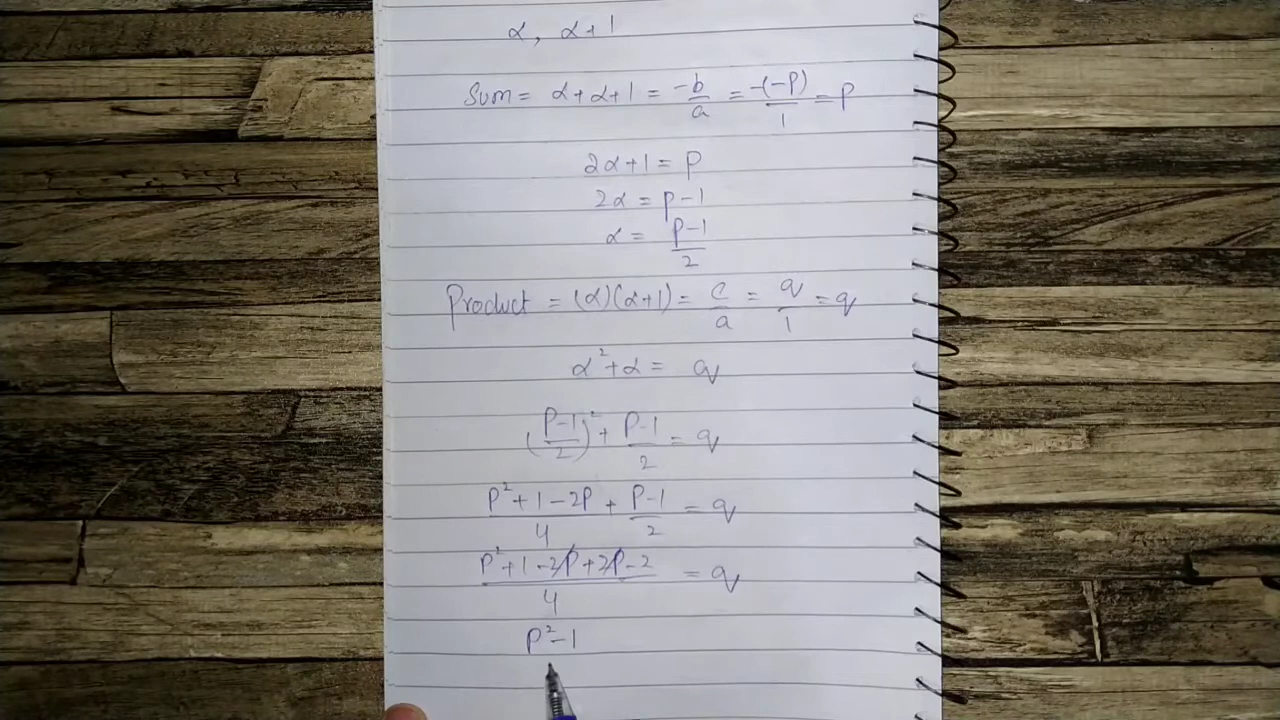 α, α+1
Sum = α+α+1 = -b/a = -(-P)/1 = P
2α+1 = P
2α = P-1
α = P-1/2
Product = (α)(α+1) = c/a = q/1 = q
α²+α = q
(P-1/2)² + P-1/2 = q
P²+1-2P/4 + P-1/2 = q
P²+1-2P+2P-2/4 = q
P²-1